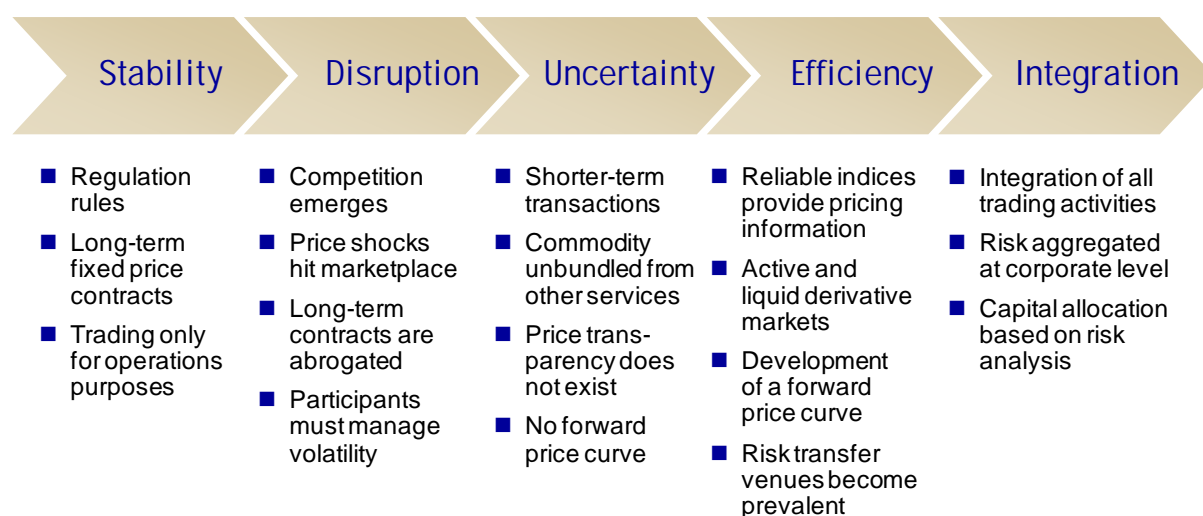 Stability
Disruption
Uncertainty
Efficiency
Integration
Regulation
rules
Long-term
fixed price
contracts
Trading only
for operations
purposes
Competition
emerges
Price shocks
hit marketplace
Long-term
contracts are
abrogated
Participants
must manage
volatility
Shorter-term
transactions
Commodity
unbundled from
other services
Price trans-
parency does
not exist
No forward
price curve
Reliable indices
provide pricing
information
Active and
liquid derivative
markets
Development
of a forward
price curve
Risk transfer
venues become
prevalent
Integration of all
trading activities
Risk aggregated
at corporate level
Capital allocation
based on risk
analysis